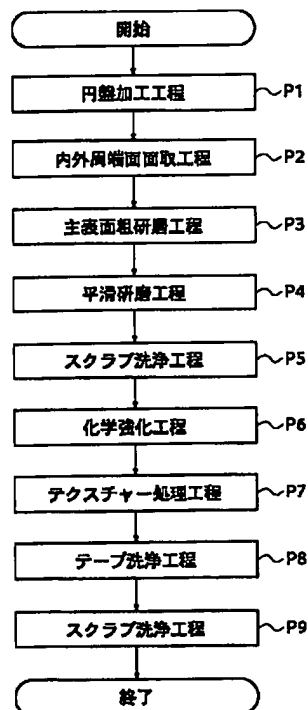 開始
円盤加工工程 P1
内外周端面面取工程 P2
主表面粗研磨工程 P3
平滑研磨工程 P4
スクラブ洗浄工程 P5
化学強化工程 P6
テクスチャー処理工程 P7
テープ洗浄工程 P8
スクラブ洗浄工程 P9
終了